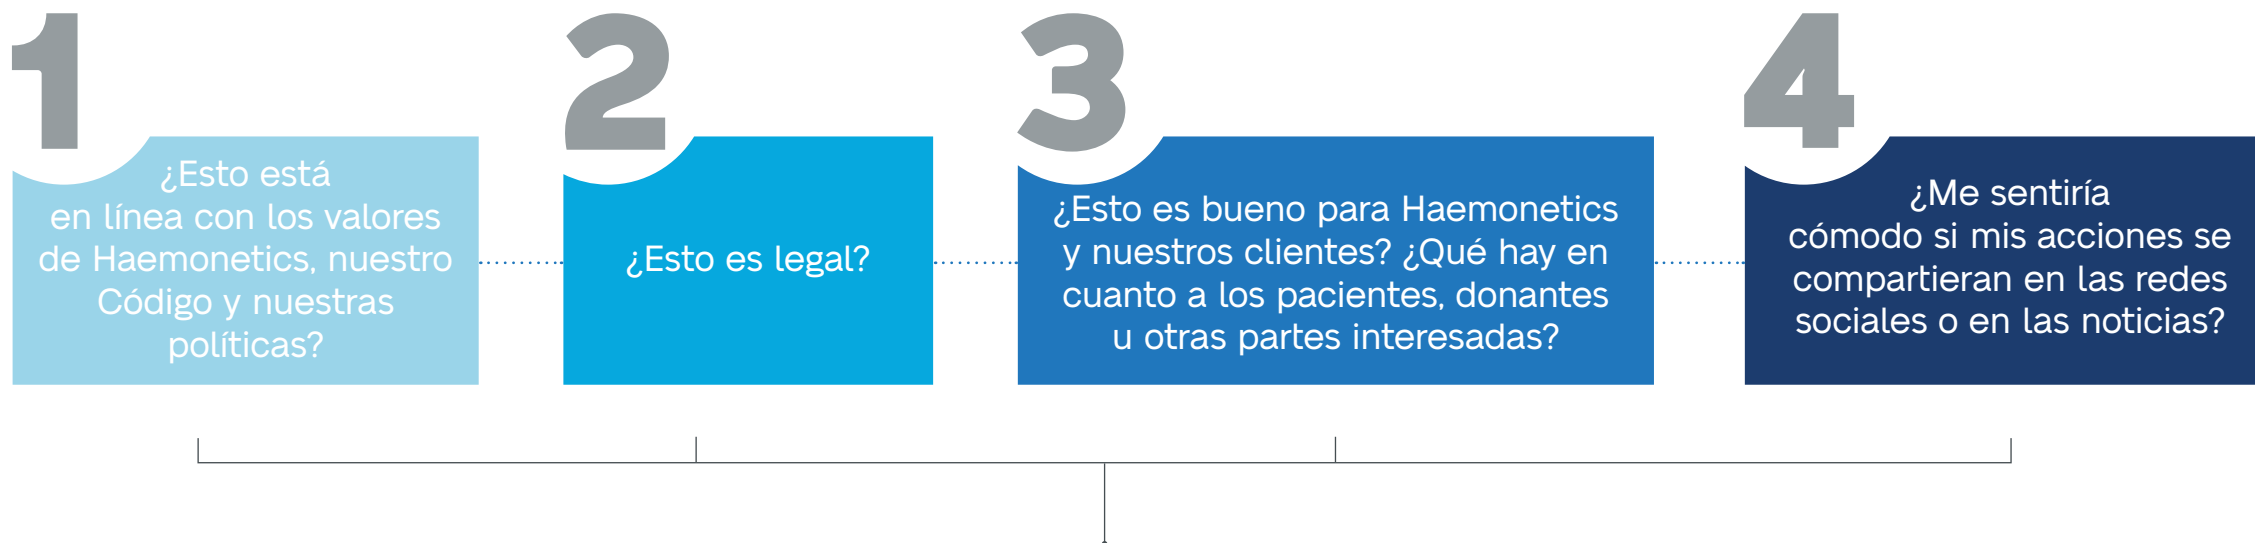 1
¿Esto está
en línea con los valores
de Haemonetics, nuestro
Código y nuestras
políticas?
2
¿Esto es legal?
3
¿Esto es bueno para Haemonetics
y nuestros clientes? ¿Qué hay en
cuanto a los pacientes, donantes
u otras partes interesadas?
4
¿Me sentiría
cómodo si mis acciones se
compartieran en las redes
sociales o en las noticias?